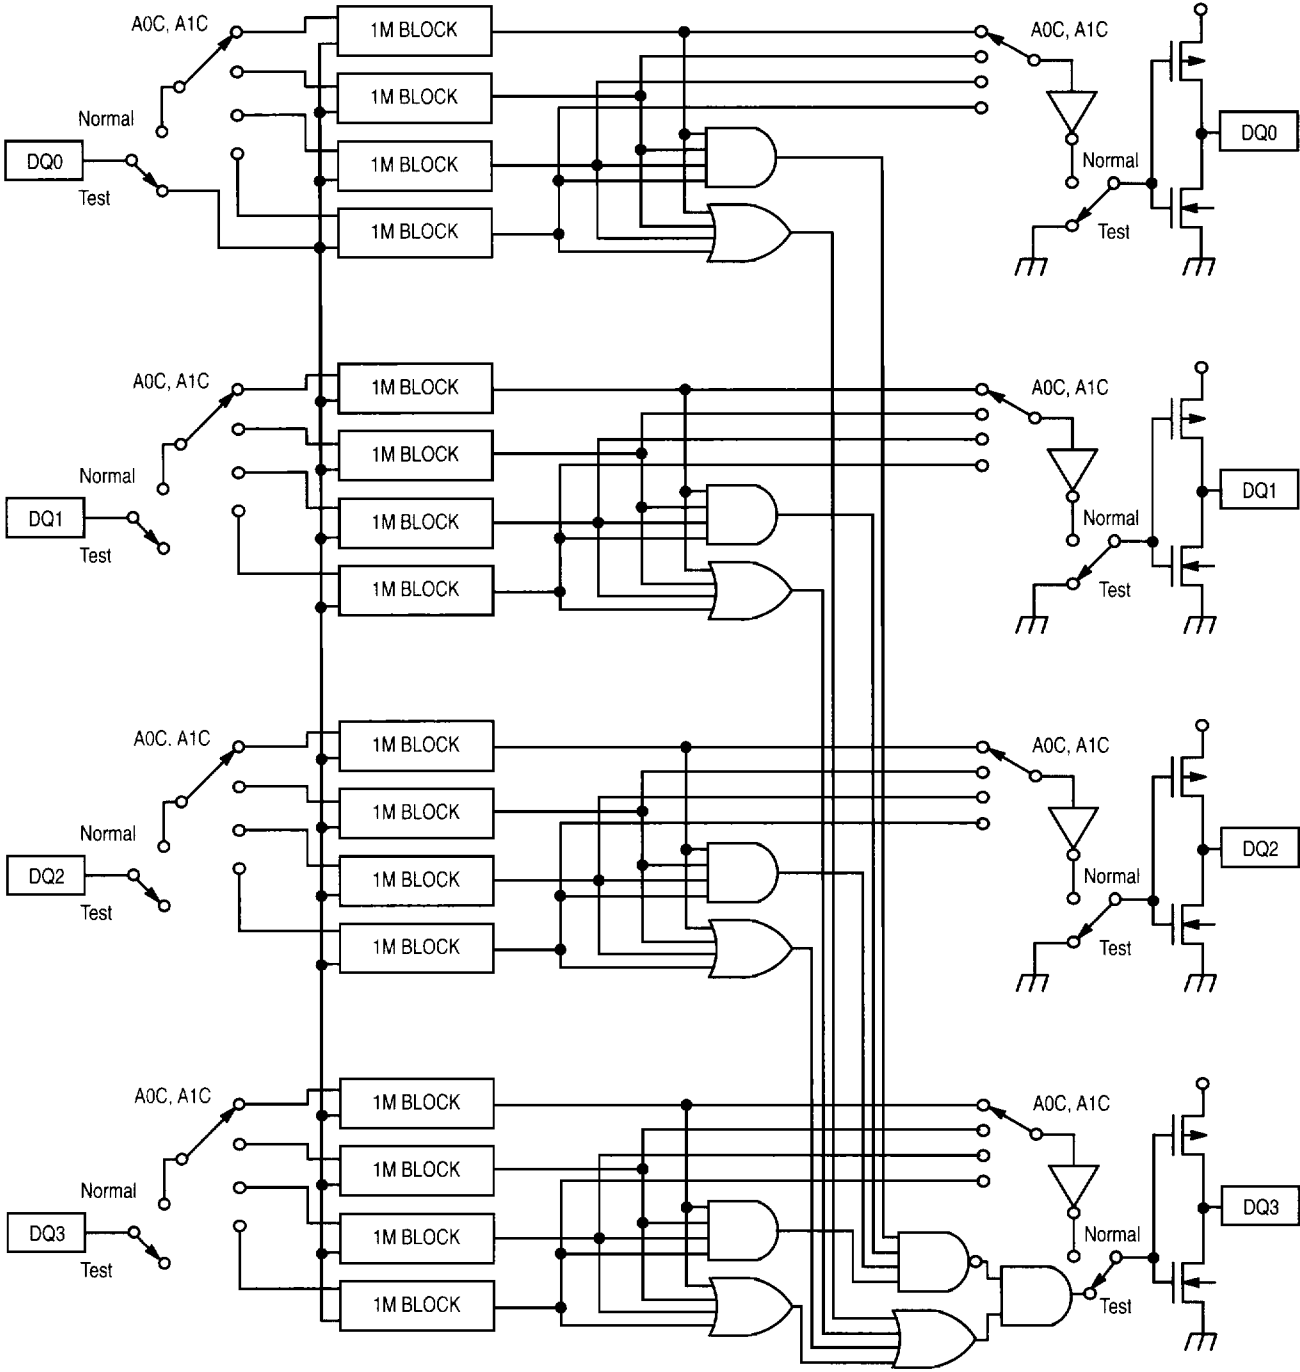 A0C, A1C
1M BLOCK
A0C, A1C
1M BLOCK
Normal
DQ0
1M BLOCK
DQ0
Normal
Test
1M BLOCK
Test
A0C, A1C
1M BLOCK
A0C, A1C
1M BLOCK
Normal
DQ1
1M BLOCK
DQ1
Normal
Test
1M BLOCK
Test
A0C. A1C
1M BLOCK
A0C, A1C
1M BLOCK
Normal
DQ2
1M BLOCK
DQ2
Normal
Test
1M BLOCK
Test
A0C, A1C
1M BLOCK
A0C, A1C
1M BLOCK
Normal
DQ3
1M BLOCK
DQ3
Normal
Test
1M BLOCK
Test